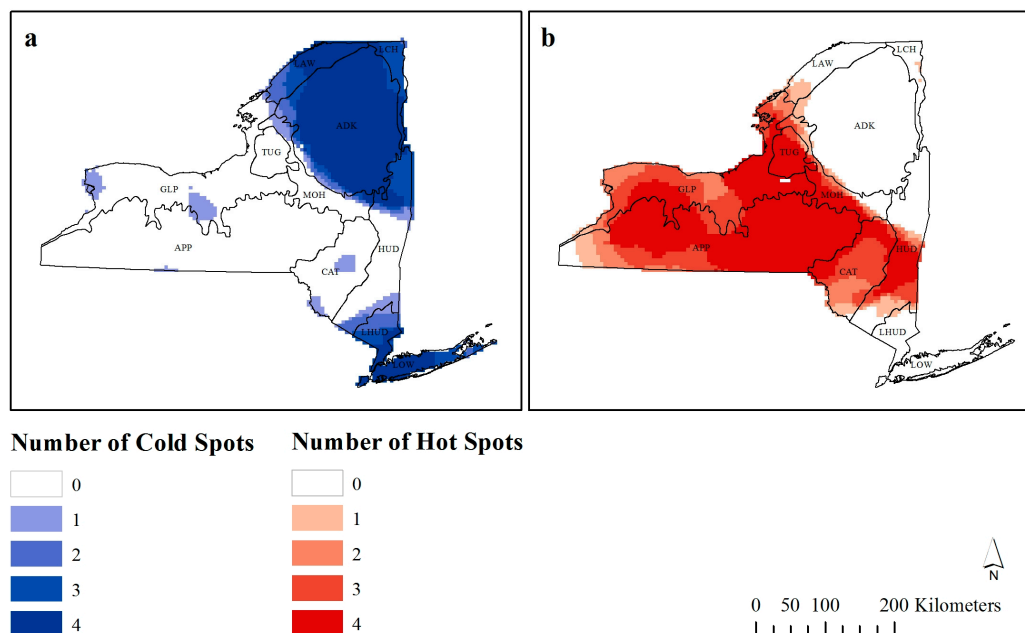 a
LAW
LCH
ADK
TUG
GLP
MOH
APP
HUD
CAT
LHUD
LOW
b
LAW
LCH
ADK
TUG
GLP
MOH
APP
HUD
CAT
LHUD
LOW
Number of Cold Spots
0
1
2
3
4
Number of Hot Spots
0
1
2
3
4
N
0 50 100 200 Kilometers